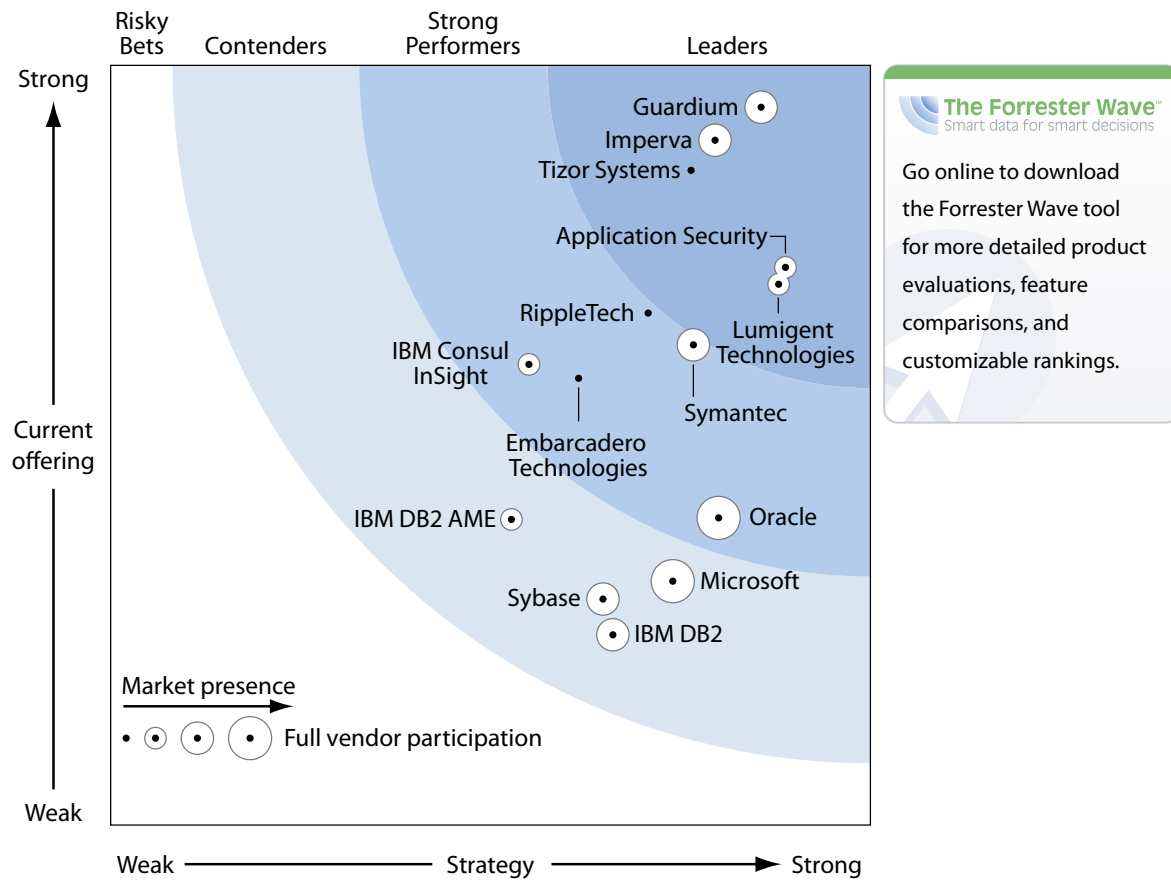 Risky
Bets
Contenders
Strong
Performers
Leaders
Strong
Current
offering
Weak
Guardium
Imperva
Tizor Systems
Application Security
RippleTech
Lumigent
Technologies
IBM Consul
InSight
Symantec
Embarcadero
Technologies
IBM DB2 AME
Oracle
Microsoft
Sybase
IBM DB2
Market presence
Full vendor participation
Weak
Strategy
Strong
The Forrester Wave™
Smart data for smart decisions
Go online to download
the Forrester Wave tool
for more detailed product
evaluations, feature
comparisons, and
customizable rankings.